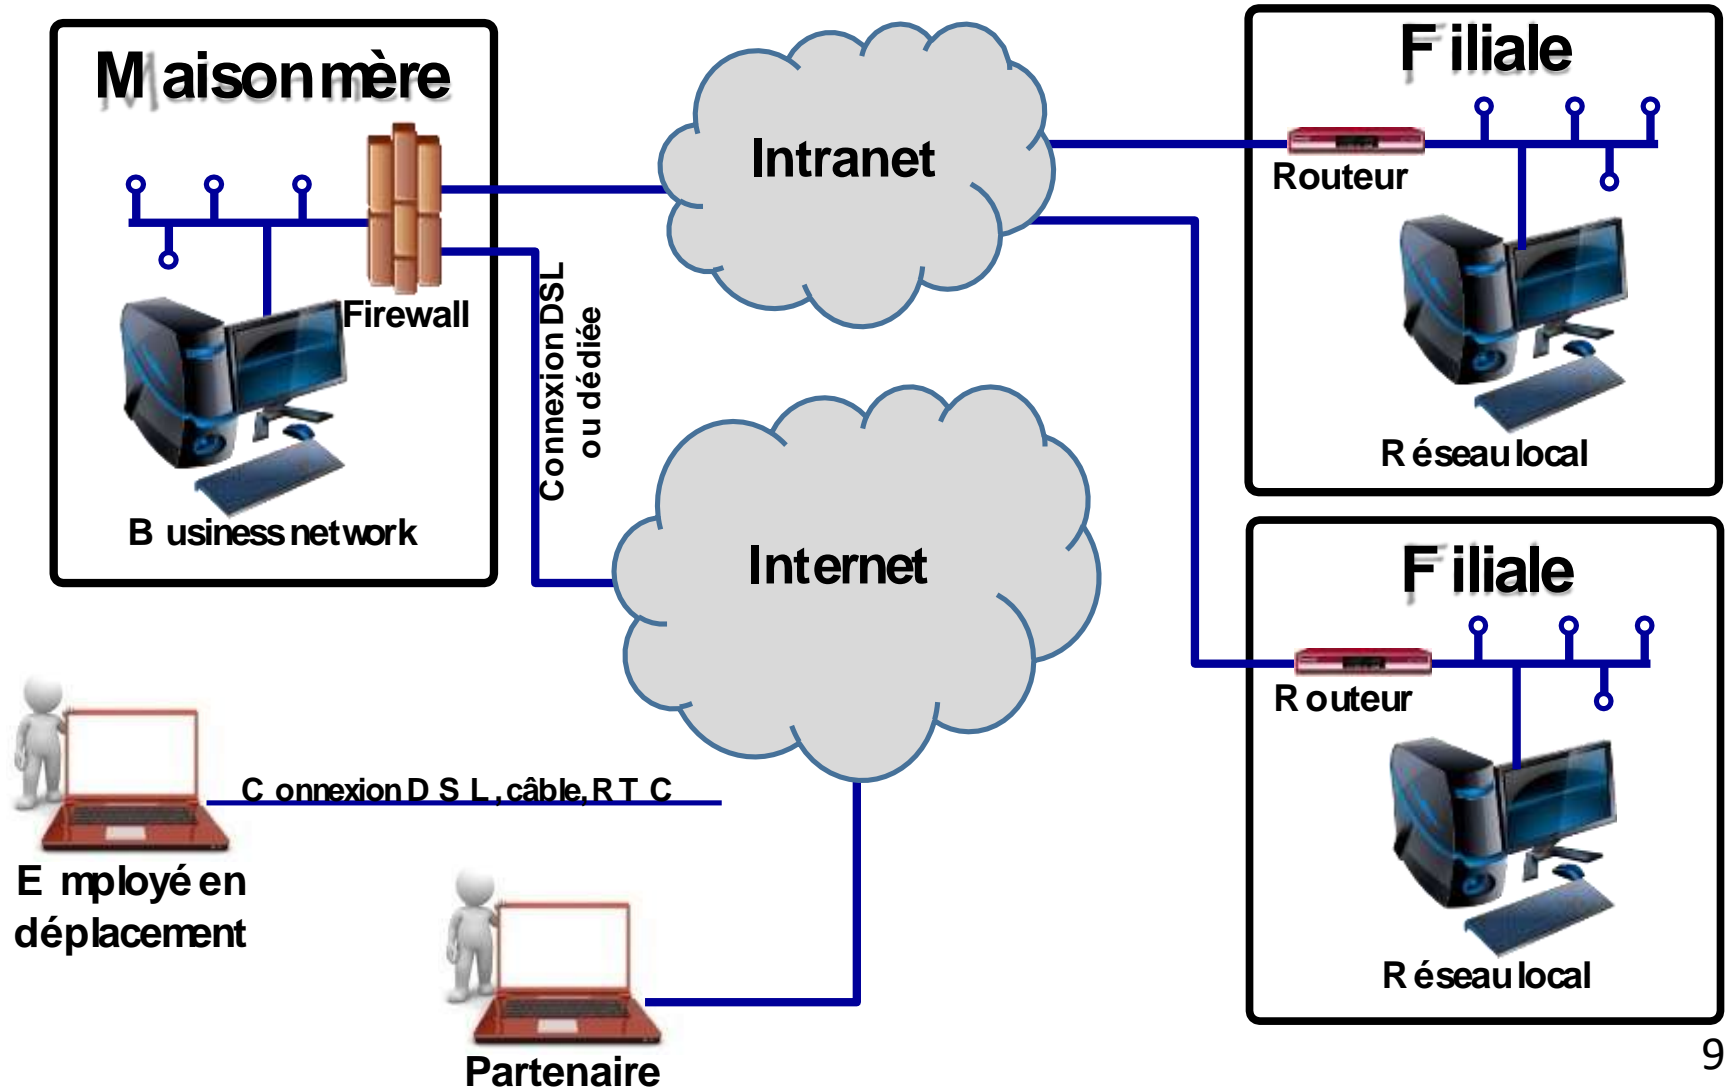 Maison mère
Firewall
Business network
Connexion DSL
ou dédiée
Intranet
Internet
Filiale
Routeur
Réseau local
Filiale
Routeur
Réseau local
Connexion DSL, câble, RTC
Employé en
déplacement
Partenaire
9